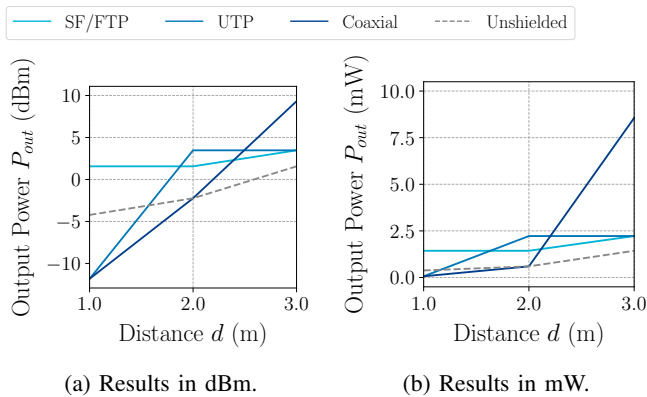 SF/FTP UTP Coaxial Unshielded
Output Power P_out (dBm)
10
5
0
−5
−10
1.0 2.0 3.0
Distance d (m)
(a) Results in dBm.
Output Power P_out (mW)
10.0
7.5
5.0
2.5
0.0
1.0 2.0 3.0
Distance d (m)
(b) Results in mW.